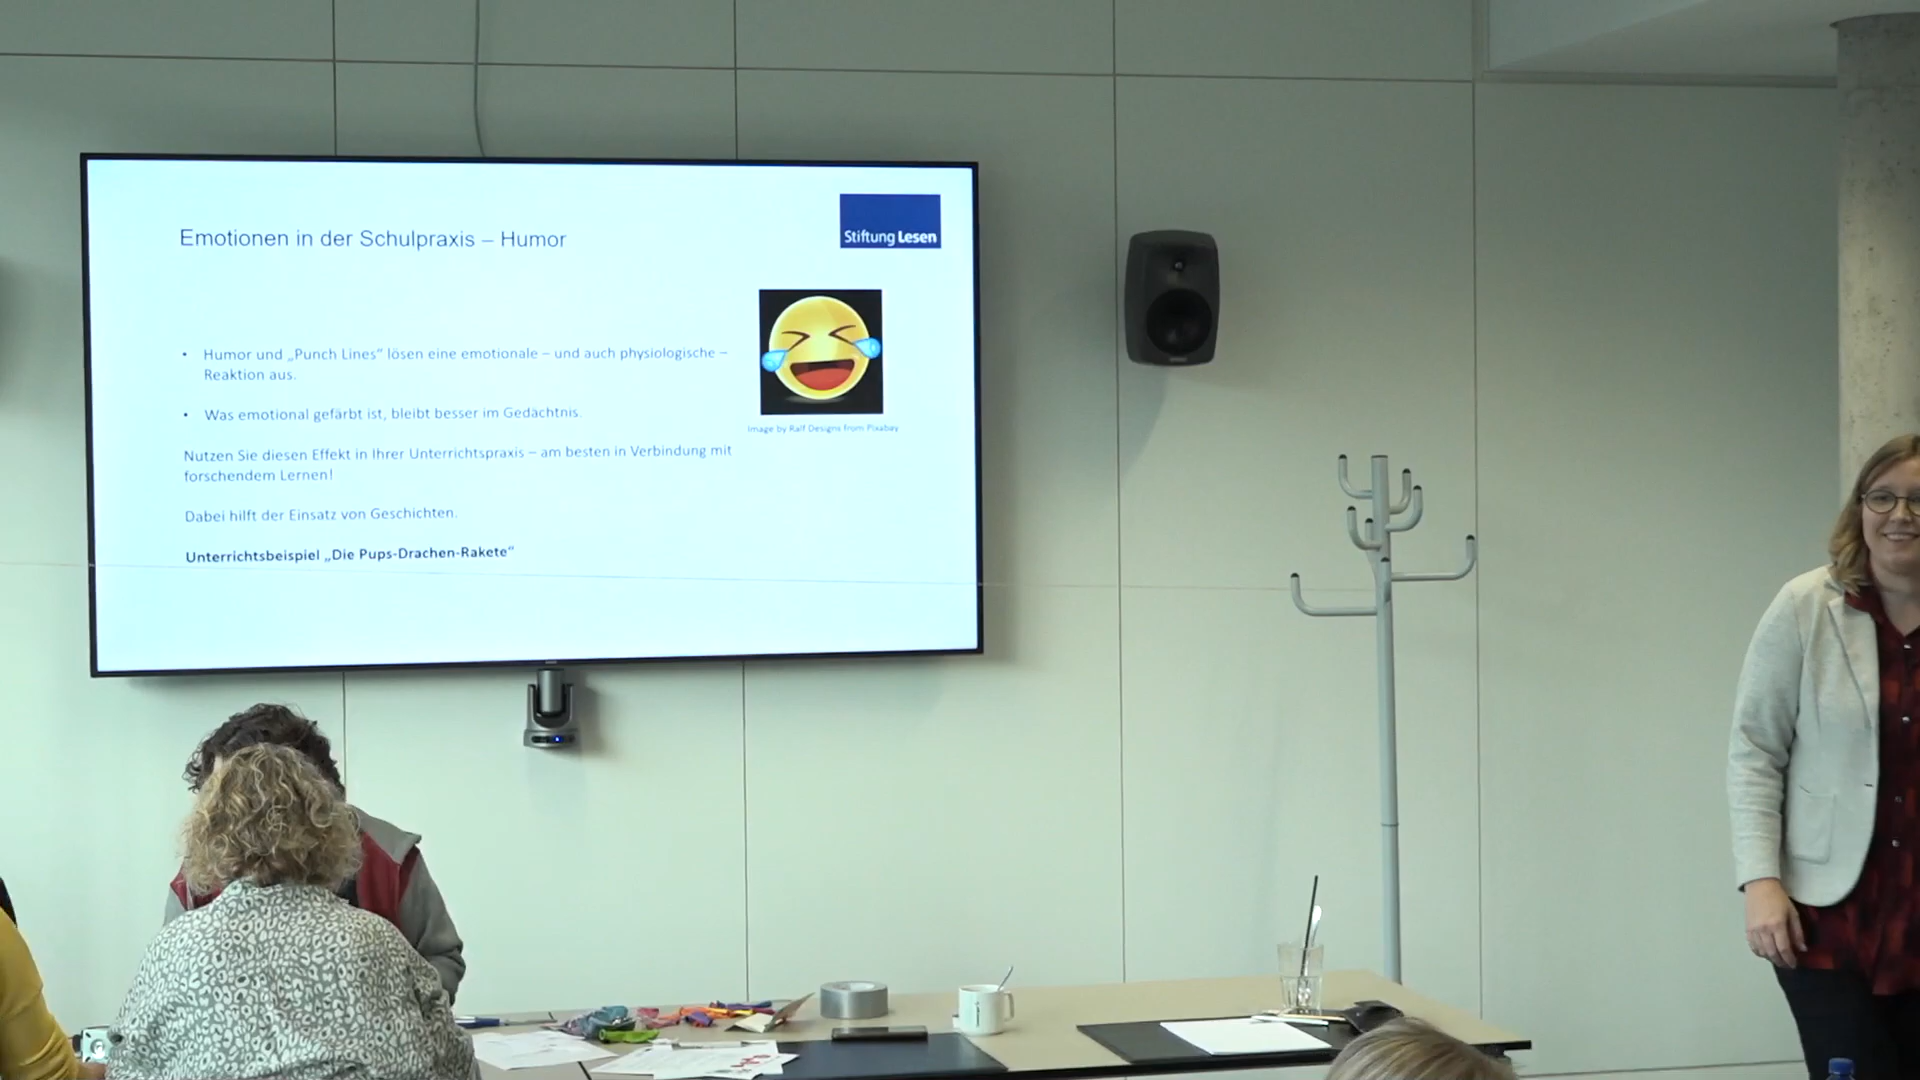 Emotionen in der Schulpraxis – Humor
Stiftung Lesen
• Humor und „Punch Lines“ lösen eine emotionale – und auch physiologische –
Reaktion aus.
• Was emotional gefärbt ist, bleibt besser im Gedächtnis.
Image by Ralf Designs from Pixabay
Nutzen Sie diesen Effekt in Ihrer Unterrichtspraxis – am besten in Verbindung mit
forschendem Lernen!
Dabei hilft der Einsatz von Geschichten.
Unterrichtsbeispiel „Die Pups-Drachen-Rakete“